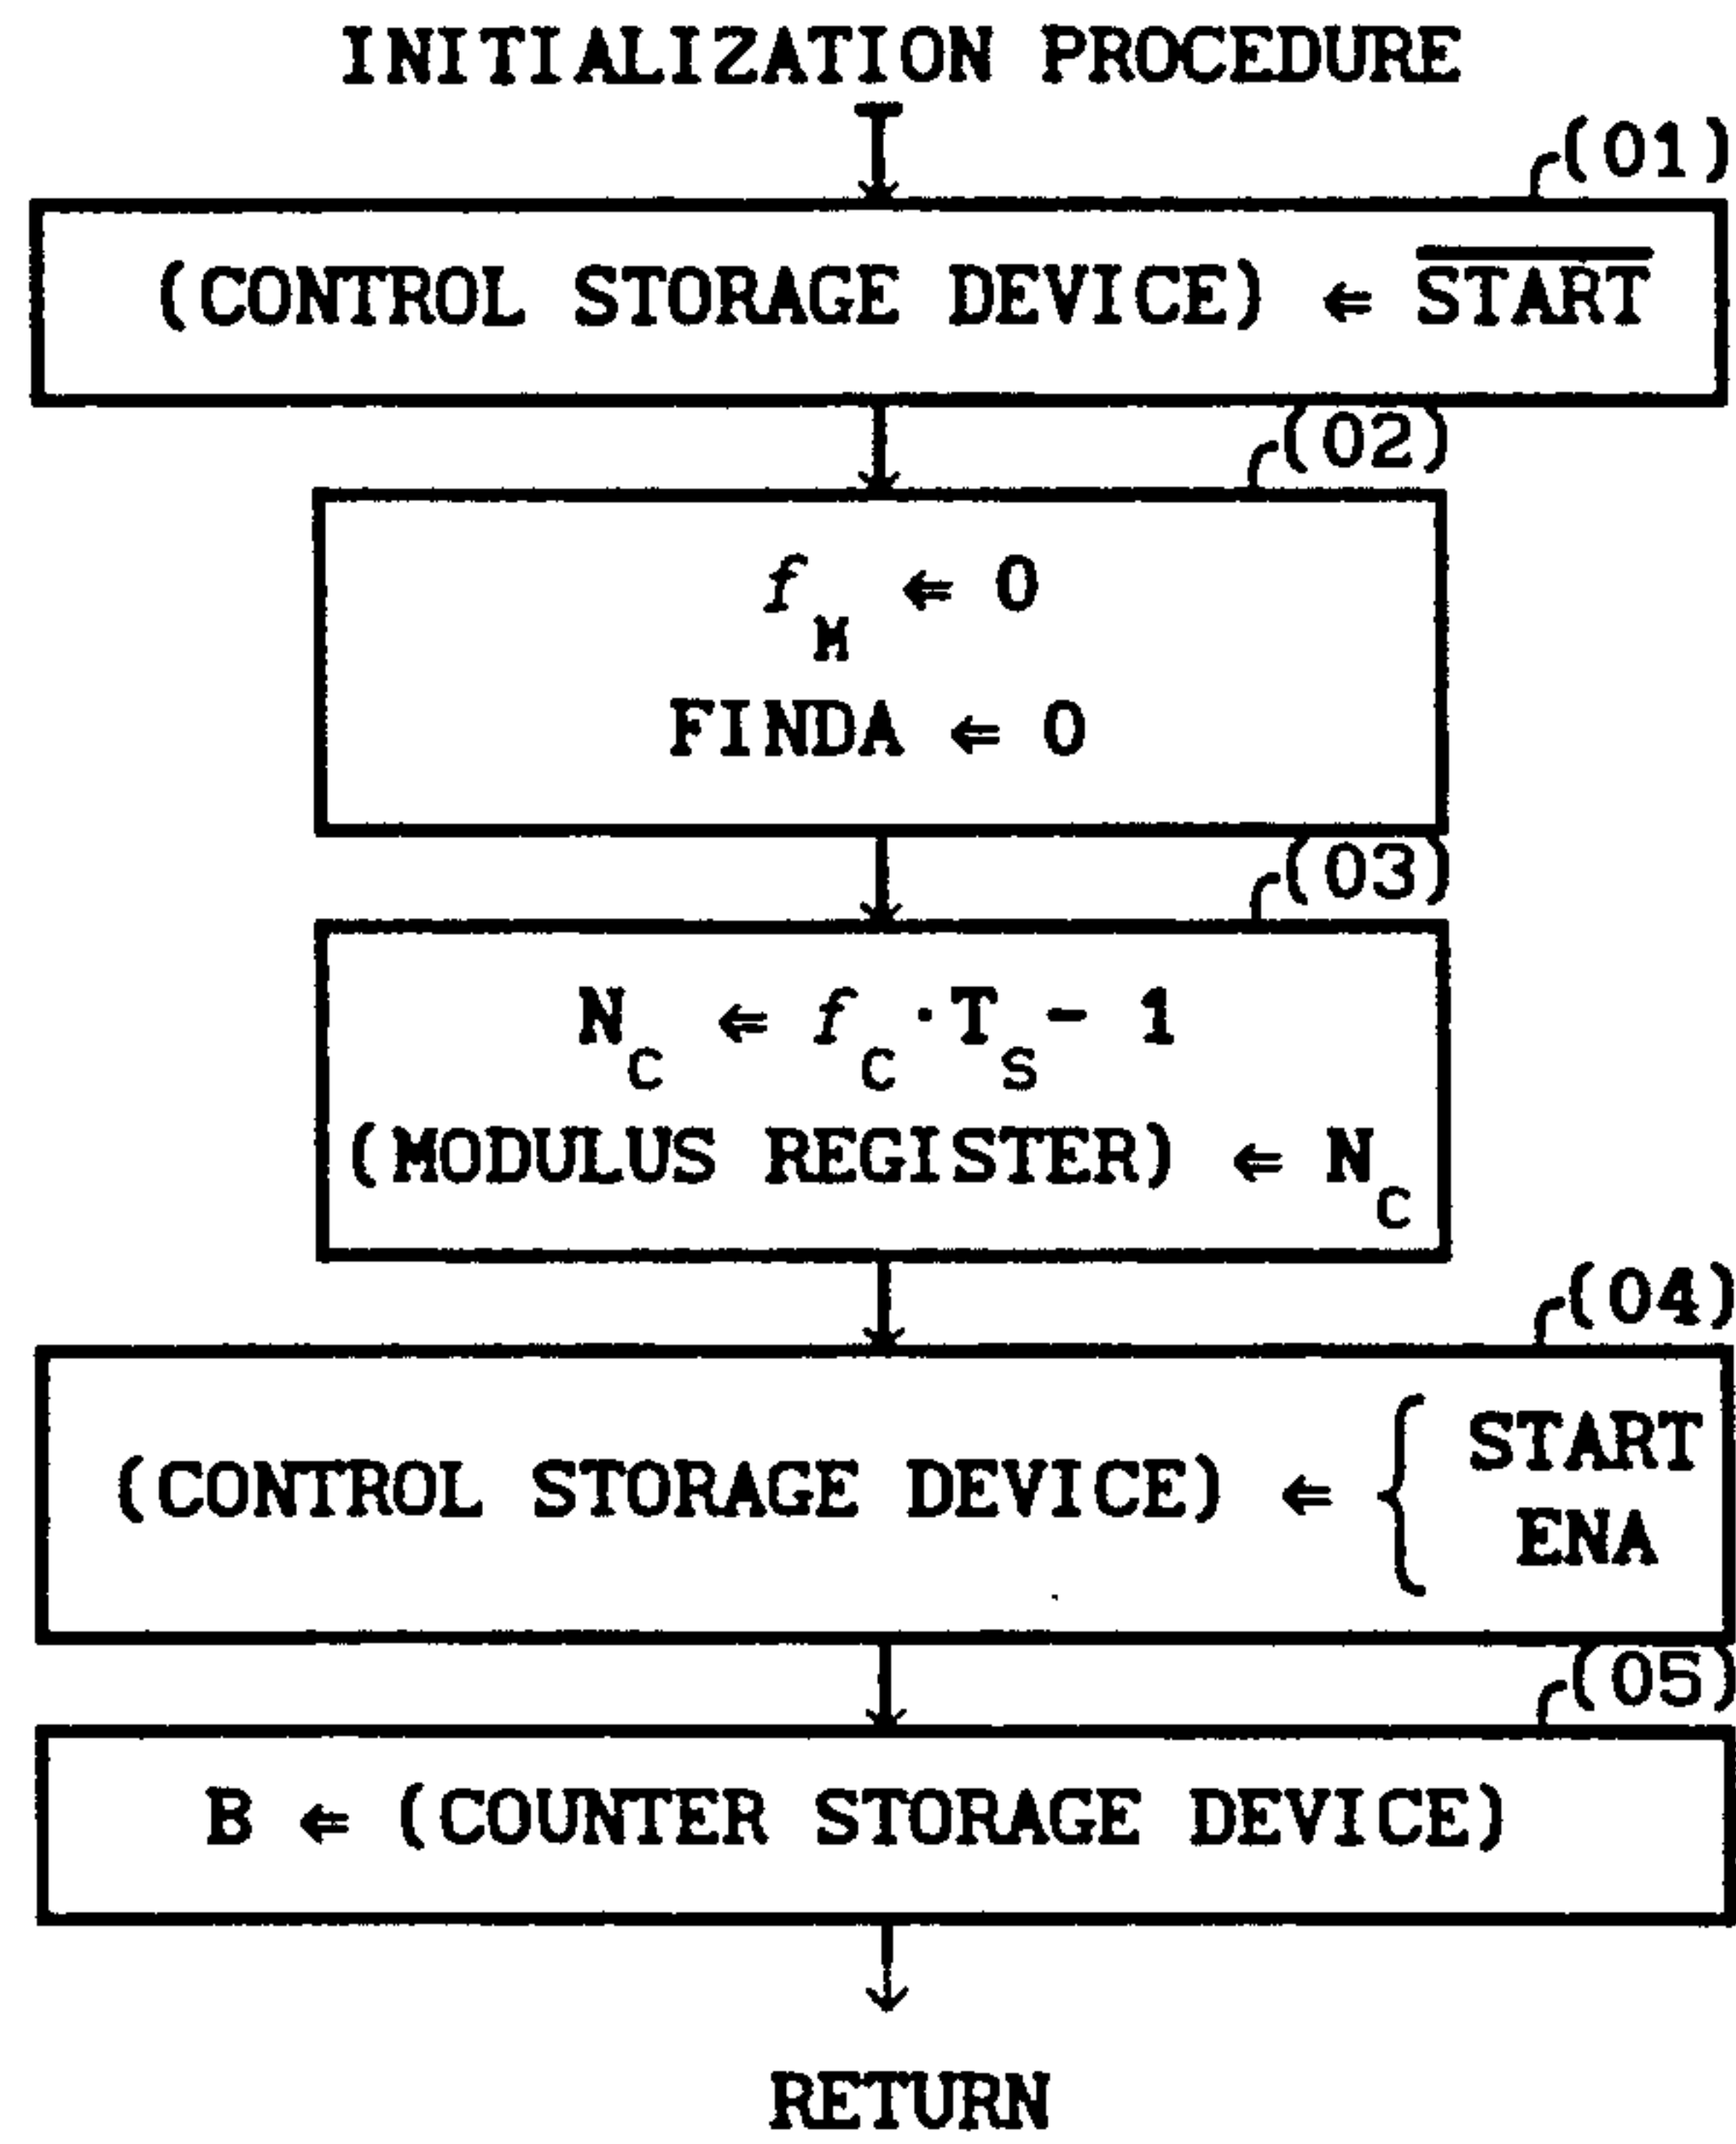 INITIALIZATION PROCEDURE
(01)
(CONTROL STORAGE DEVICE) ⇐ S̅T̅A̅R̅T̅
(02)
f_M ⇐ 0
FINDA ⇐ 0
(03)
N_C ⇐ f_C ·T_S - 1
(MODULUS REGISTER) ⇐ N_C
(04)
(CONTROL STORAGE DEVICE) ⇐ { START
ENA
(05)
B ⇐ (COUNTER STORAGE DEVICE)
RETURN